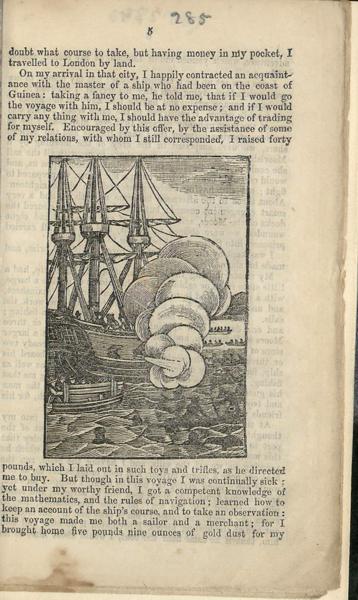 5
285
doubt what course to take, but having money in my pocket, I
travelled to London by land.
On my arrival in that city, I happily contracted an acquaint-
ance with the master of a ship who had been on the coast of
Guinea: taking a fancy to me, he told me, that if I would go
the voyage with him, I should be at no expense; and if I would
carry any thing with me, I should have the advantage of trading
for myself. Encouraged by this offer, by the assistance of some
of my relations, with whom I still corresponded, I raised forty
pounds, which I laid out in such toys and trifles, as he directed
me to buy. But though in this voyage I was continually sick;
yet under my worthy friend, I got a competent knowledge of
the mathematics, and the rules of navigation; learned how to
keep an account of the ship's course, and to take an observation:
this voyage made me both a sailor and a merchant; for I
brought home five pounds nine ounces of gold dust for my